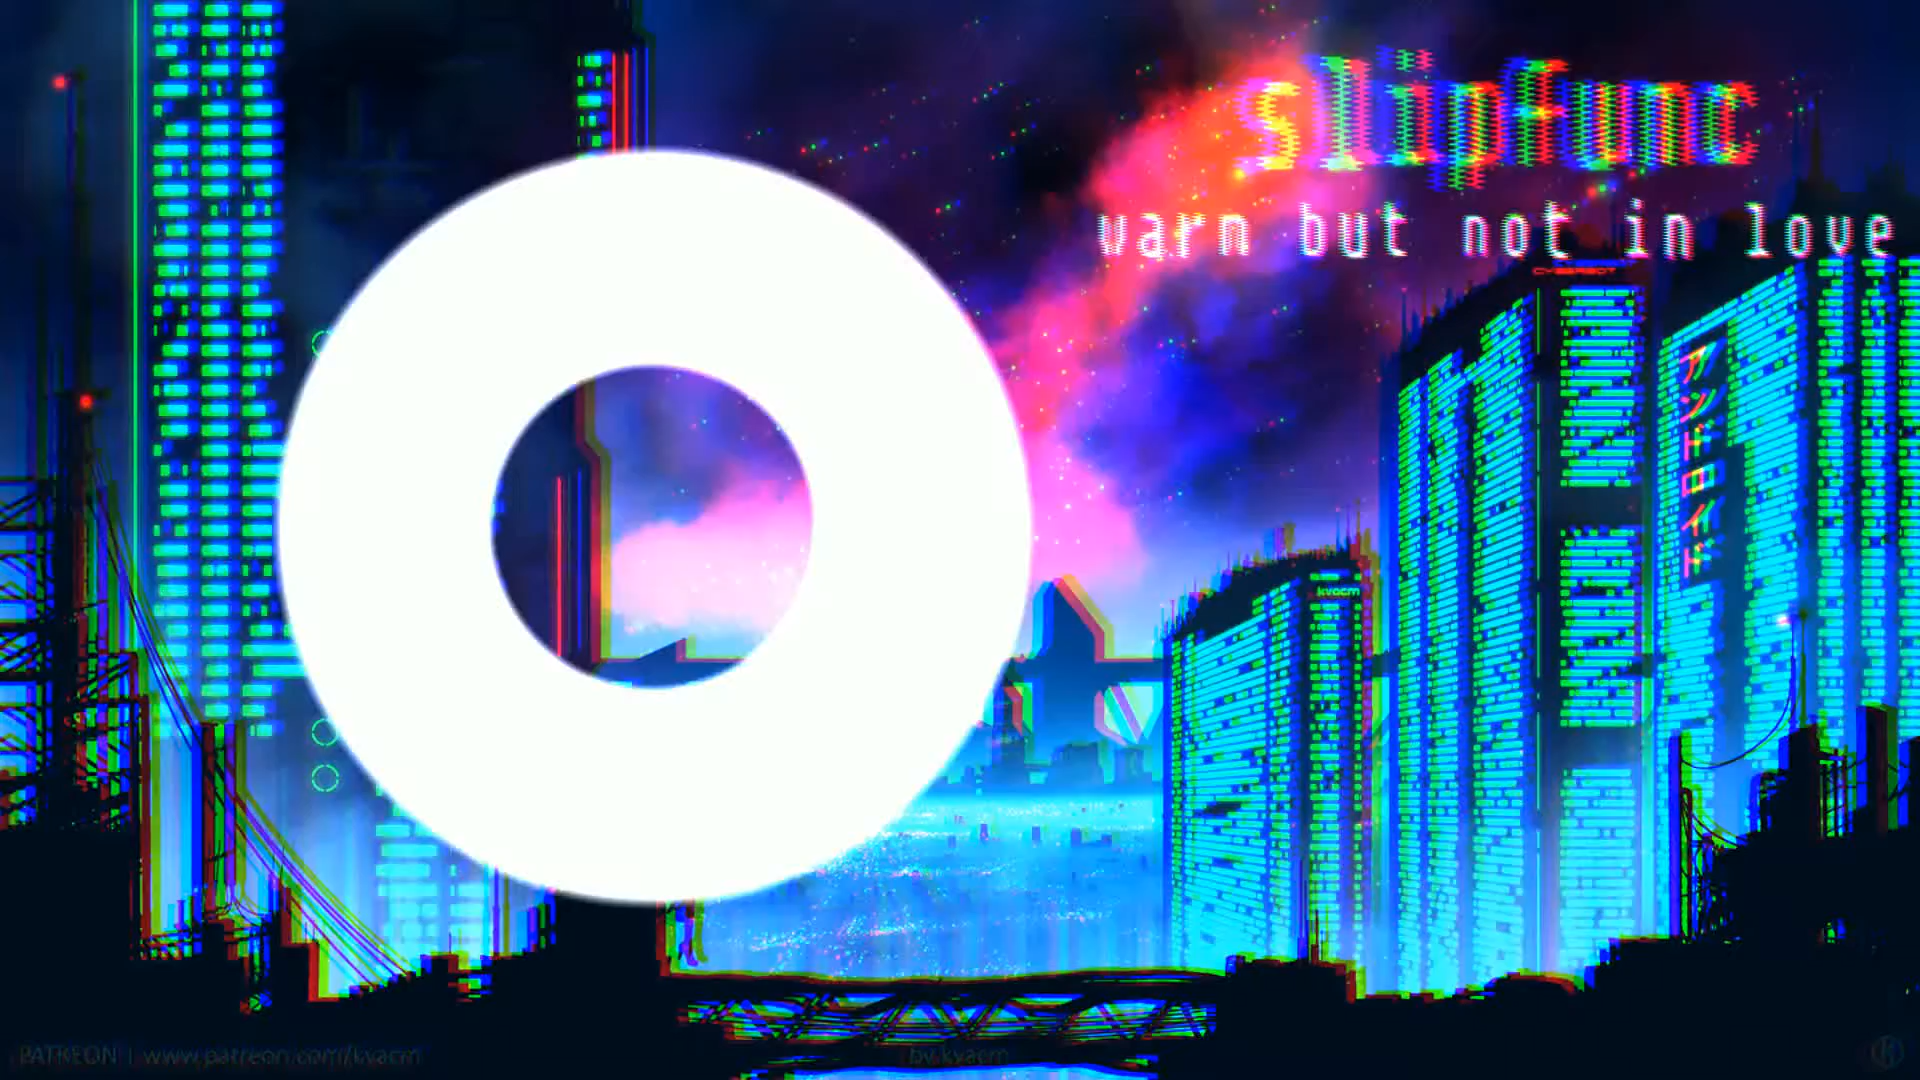 slipfunc
varn but not in love
CYBERBOT
アンドロイド
kvacm
PATREON | www.patreon.com/kvacm
by kvacm